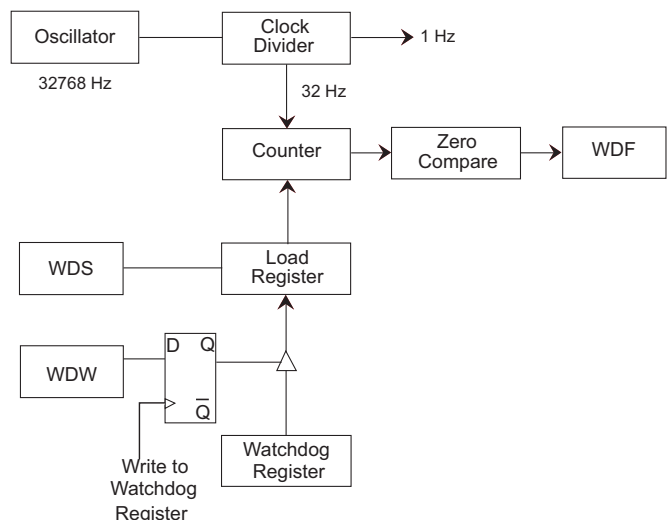 Oscillator
Clock
Divider
1 Hz
32768 Hz
32 Hz
Counter
Zero
Compare
WDF
WDS
Load
Register
WDW
D Q
Q̅
Watchdog
Register
Write to
Watchdog
Register